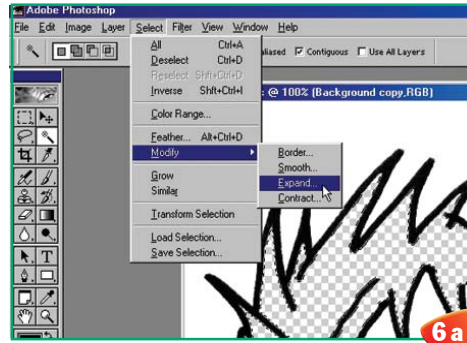 Adobe Photoshop
File Edit Image Layer Select Filter View Window Help
Contiguous Use All Layers
All Ctrl+A
Deselect Ctrl+D
Reselect Shft+Ctrl+D
Inverse Shft+Ctrl+I
Color Range...
Feather... Alt+Ctrl+D
Modify
Grow
Similar
Transform Selection
Load Selection...
Save Selection...
Border...
Smooth...
Expand...
Contract...
@ 100% (Background copy,RGB)
T
6a